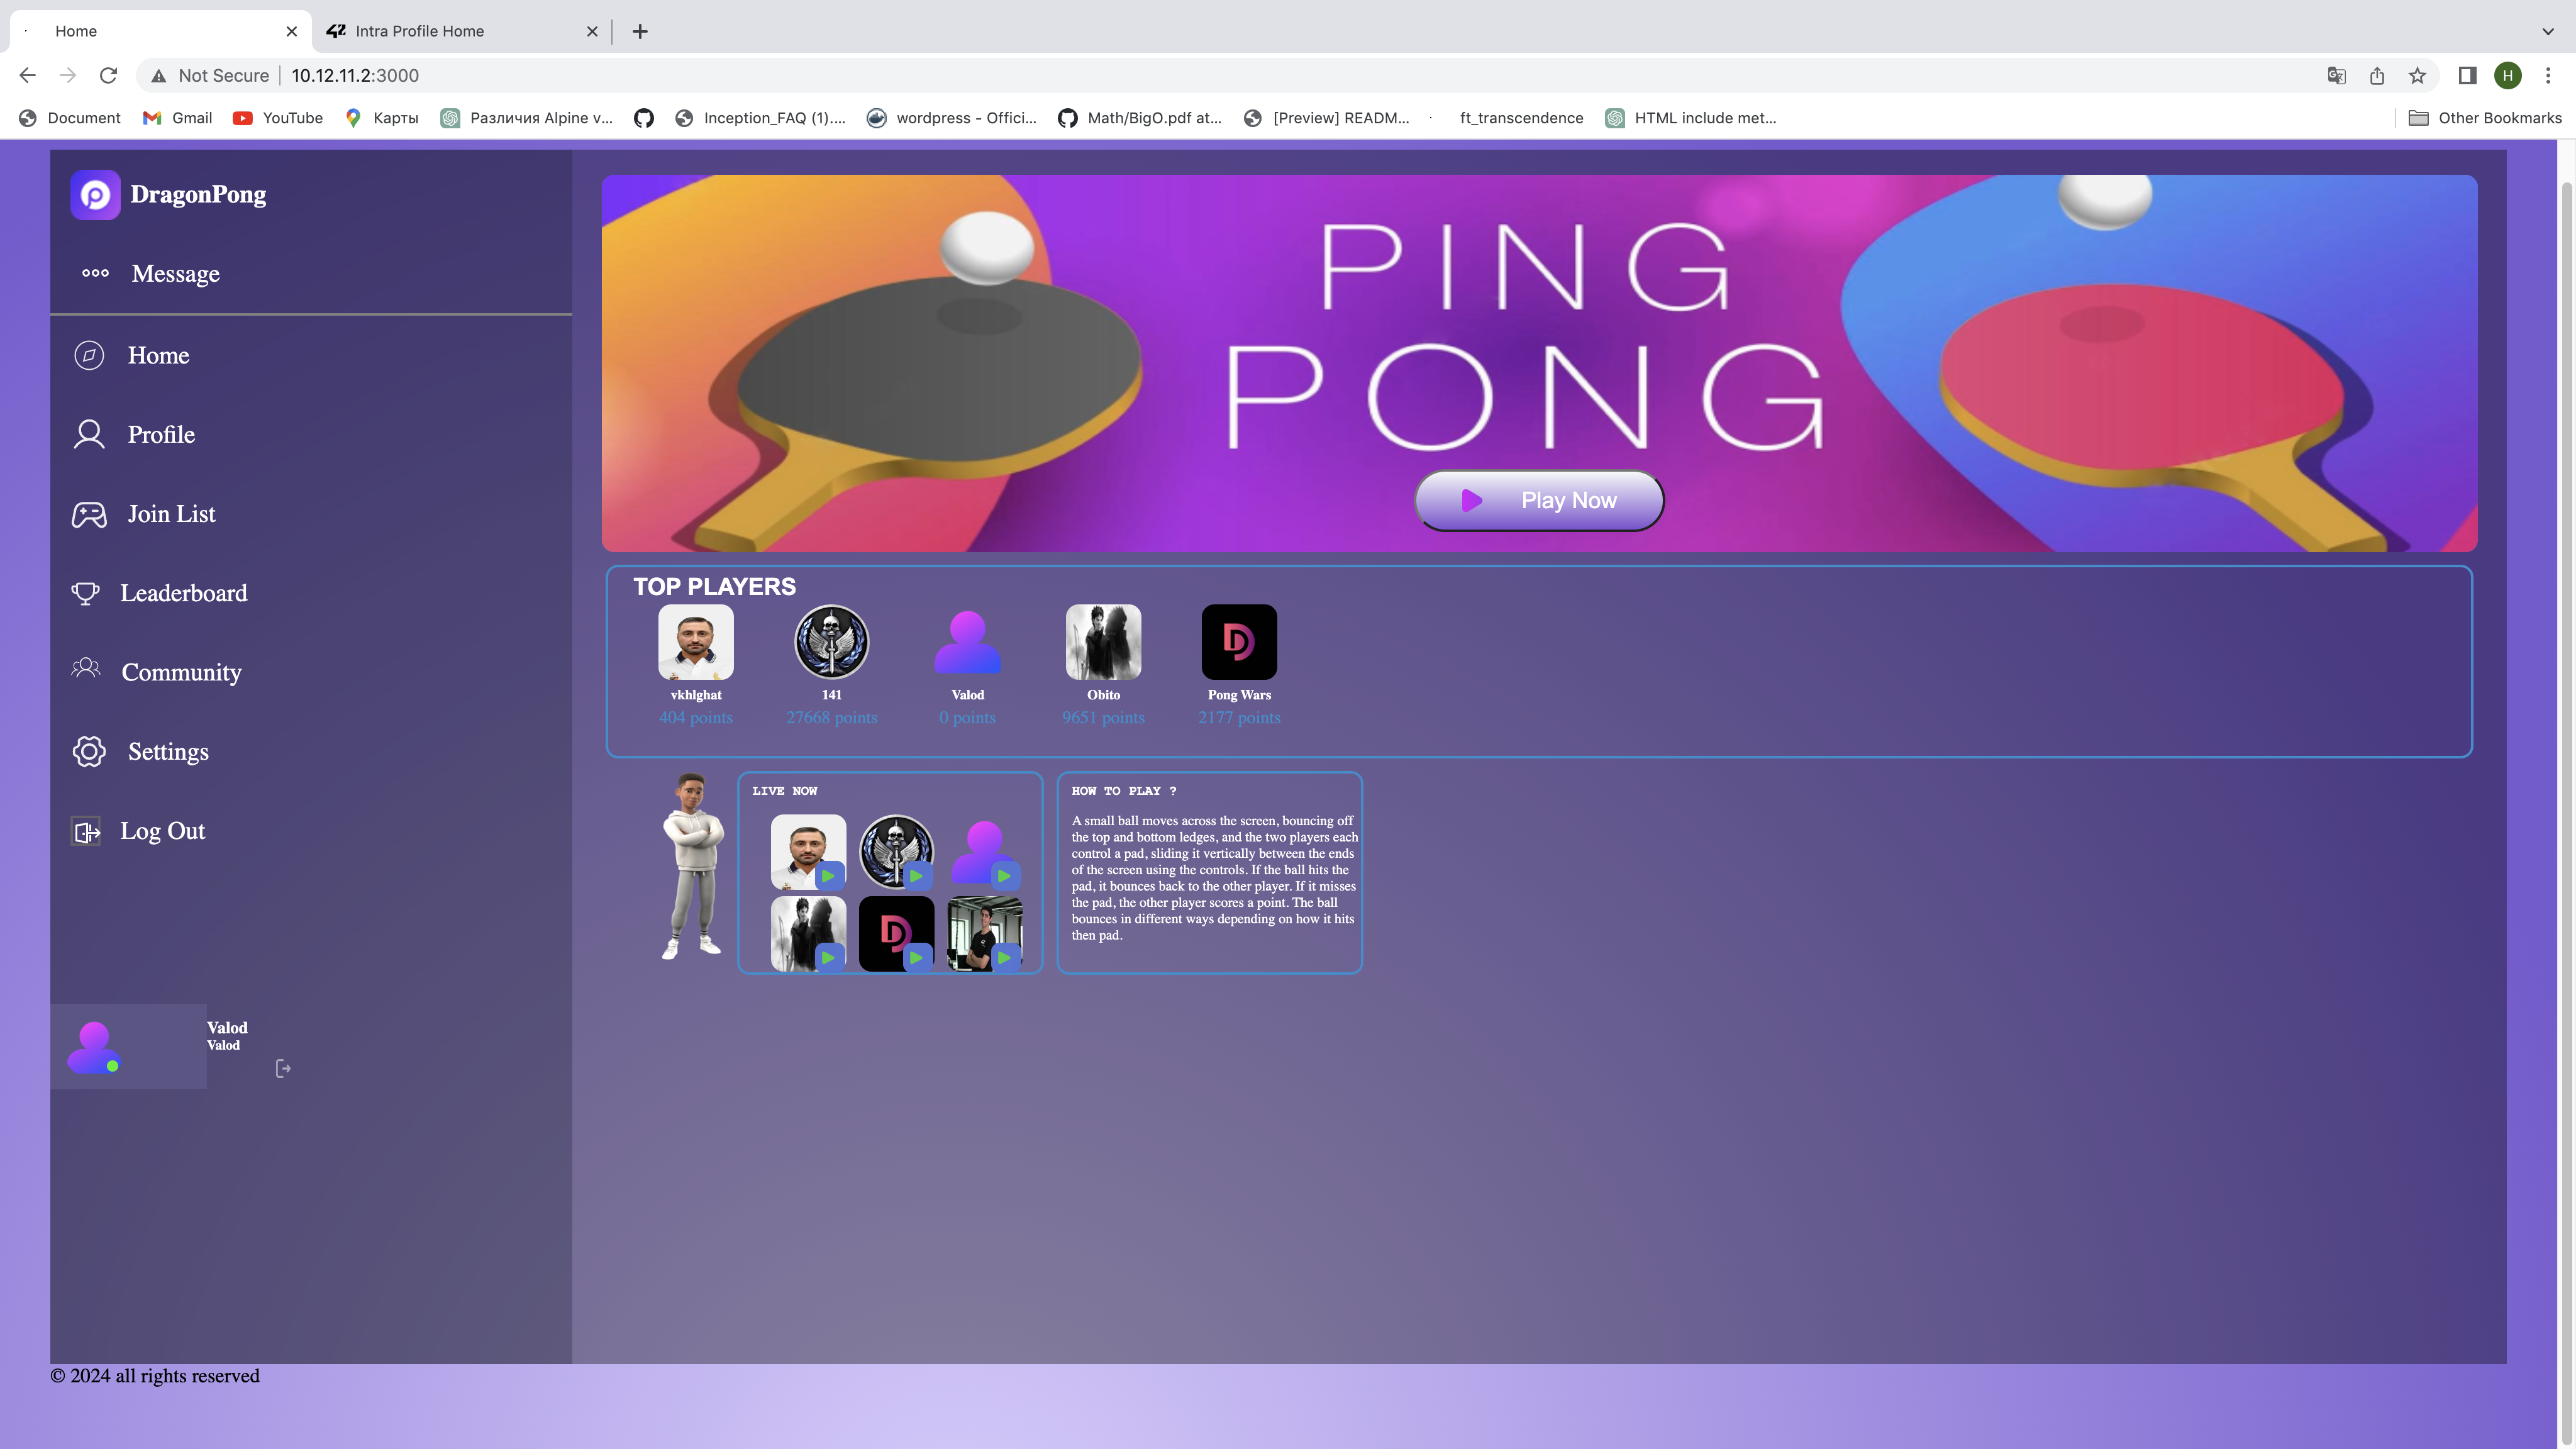 Home
Intra Profile Home
Not Secure
10.12.11.2:3000
H
Document
Gmail
YouTube
Карты
Различия Alpine v...
Inception_FAQ (1)....
wordpress - Offici...
Math/BigO.pdf at...
[Preview] READM...
ft_transcendence
HTML include met...
Other Bookmarks
DragonPong
Message
Home
Profile
Join List
Leaderboard
Community
Settings
Log Out
Valod
Valod
PING
PONG
Play Now
TOP PLAYERS
vkhlghat
404 points
141
27668 points
Valod
0 points
Obito
9651 points
Pong Wars
2177 points
LIVE NOW
HOW TO PLAY ?
A small ball moves across the screen, bouncing off
the top and bottom ledges, and the two players each
control a pad, sliding it vertically between the ends
of the screen using the controls. If the ball hits the
pad, it bounces back to the other player. If it misses
the pad, the other player scores a point. The ball
bounces in different ways depending on how it hits
then pad.
© 2024 all rights reserved